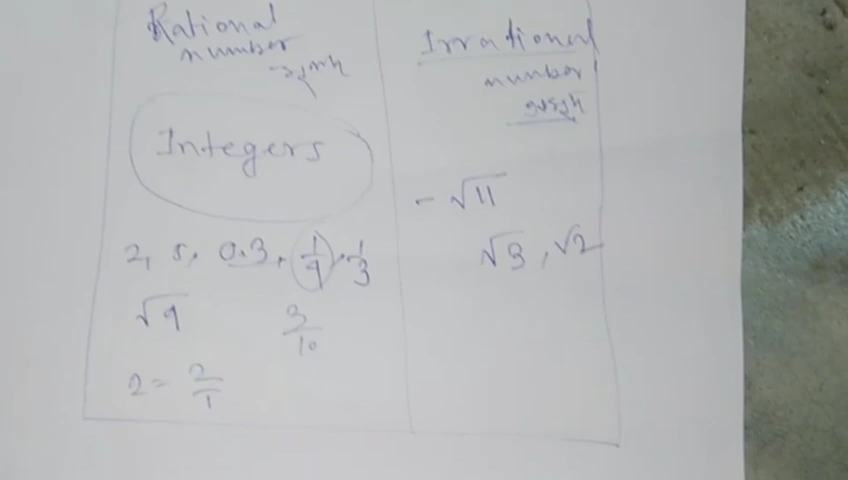 Rational
number
Integers
2, 5, 0.3, 1/4, 1/3
√9
3/10
2 = 2/1
Irrational
number
- √11
√3, √2